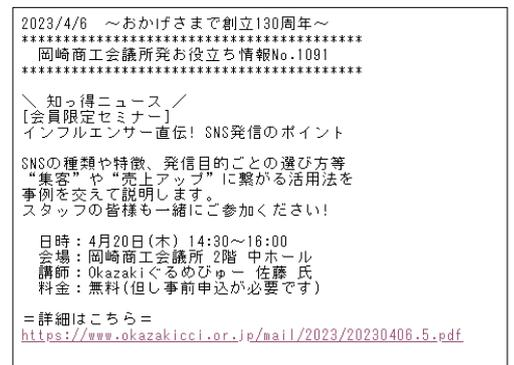 2023/4/6　～おかげさまで創立130周年～
*****************************************
岡崎商工会議所発お役立ち情報No.1091
*****************************************
＼ 知っ得ニュース ／
[会員限定セミナー]
インフルエンサー直伝! SNS発信のポイント
SNSの種類や特徴、発信目的ごとの選び方等
“集客”や“売上アップ”に繋がる活用法を
事例を交えて説明します。
スタッフの皆様も一緒にご参加ください!
日時：4月20日(木) 14:30～16:00
会場：岡崎商工会議所 2階 中ホール
講師：Okazakiぐるめびゅー 佐藤 氏
料金：無料(但し事前申込が必要です)
＝詳細はこちら＝
https://www.okazakicci.or.jp/mail/2023/20230406.5.pdf